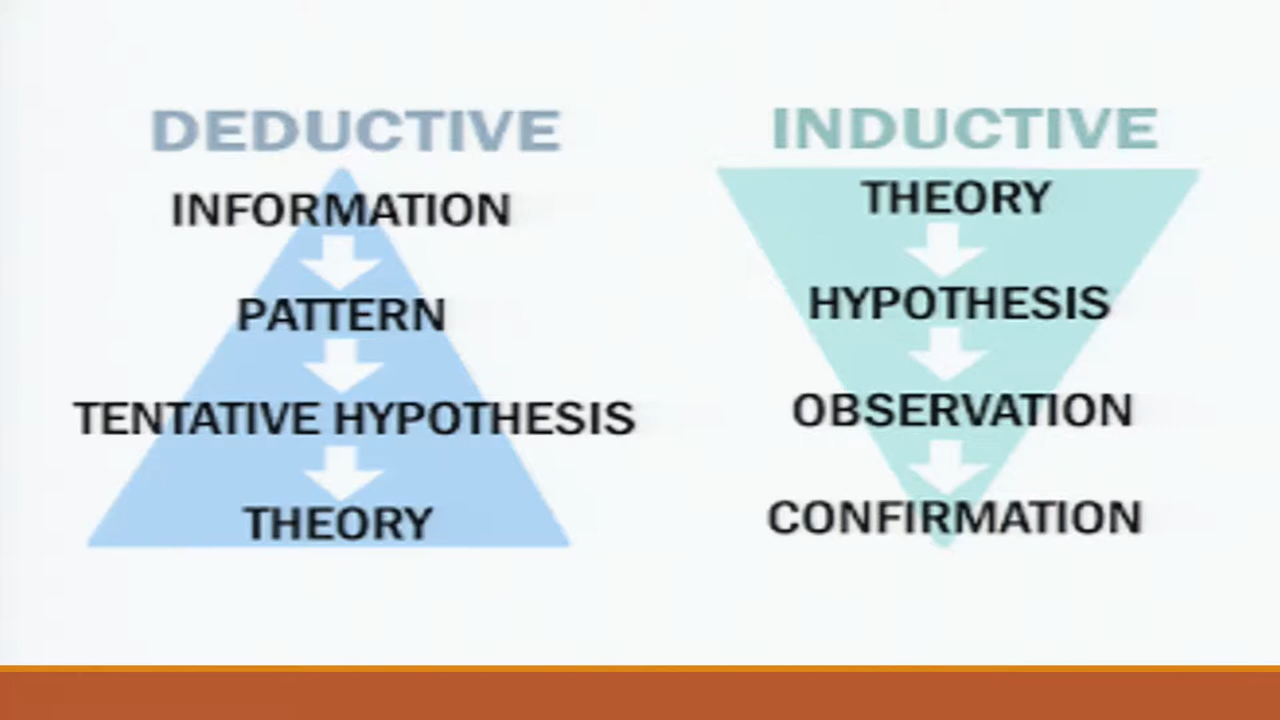 DEDUCTIVE
INFORMATION
PATTERN
TENTATIVE HYPOTHESIS
THEORY
INDUCTIVE
THEORY
HYPOTHESIS
OBSERVATION
CONFIRMATION